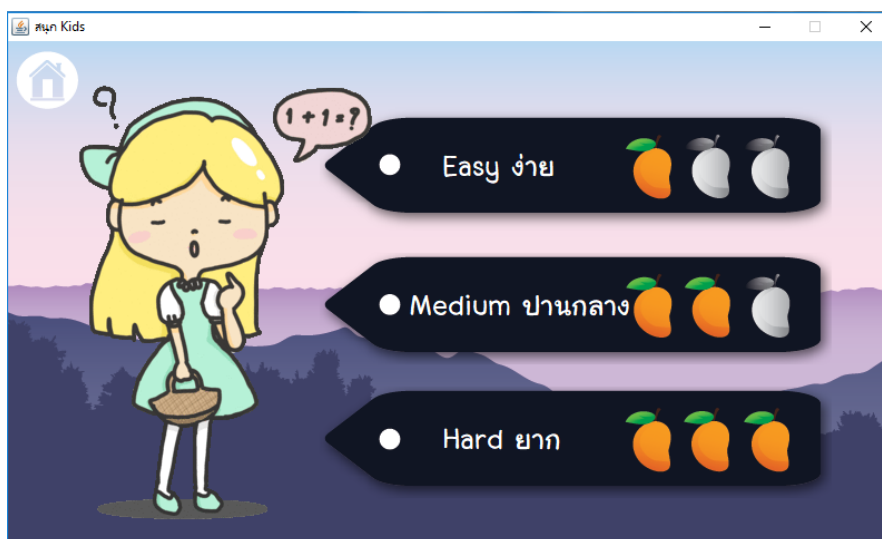 สนุก Kids
1 + 1 = ?
Easy ง่าย
Medium ปานกลาง
Hard ยาก